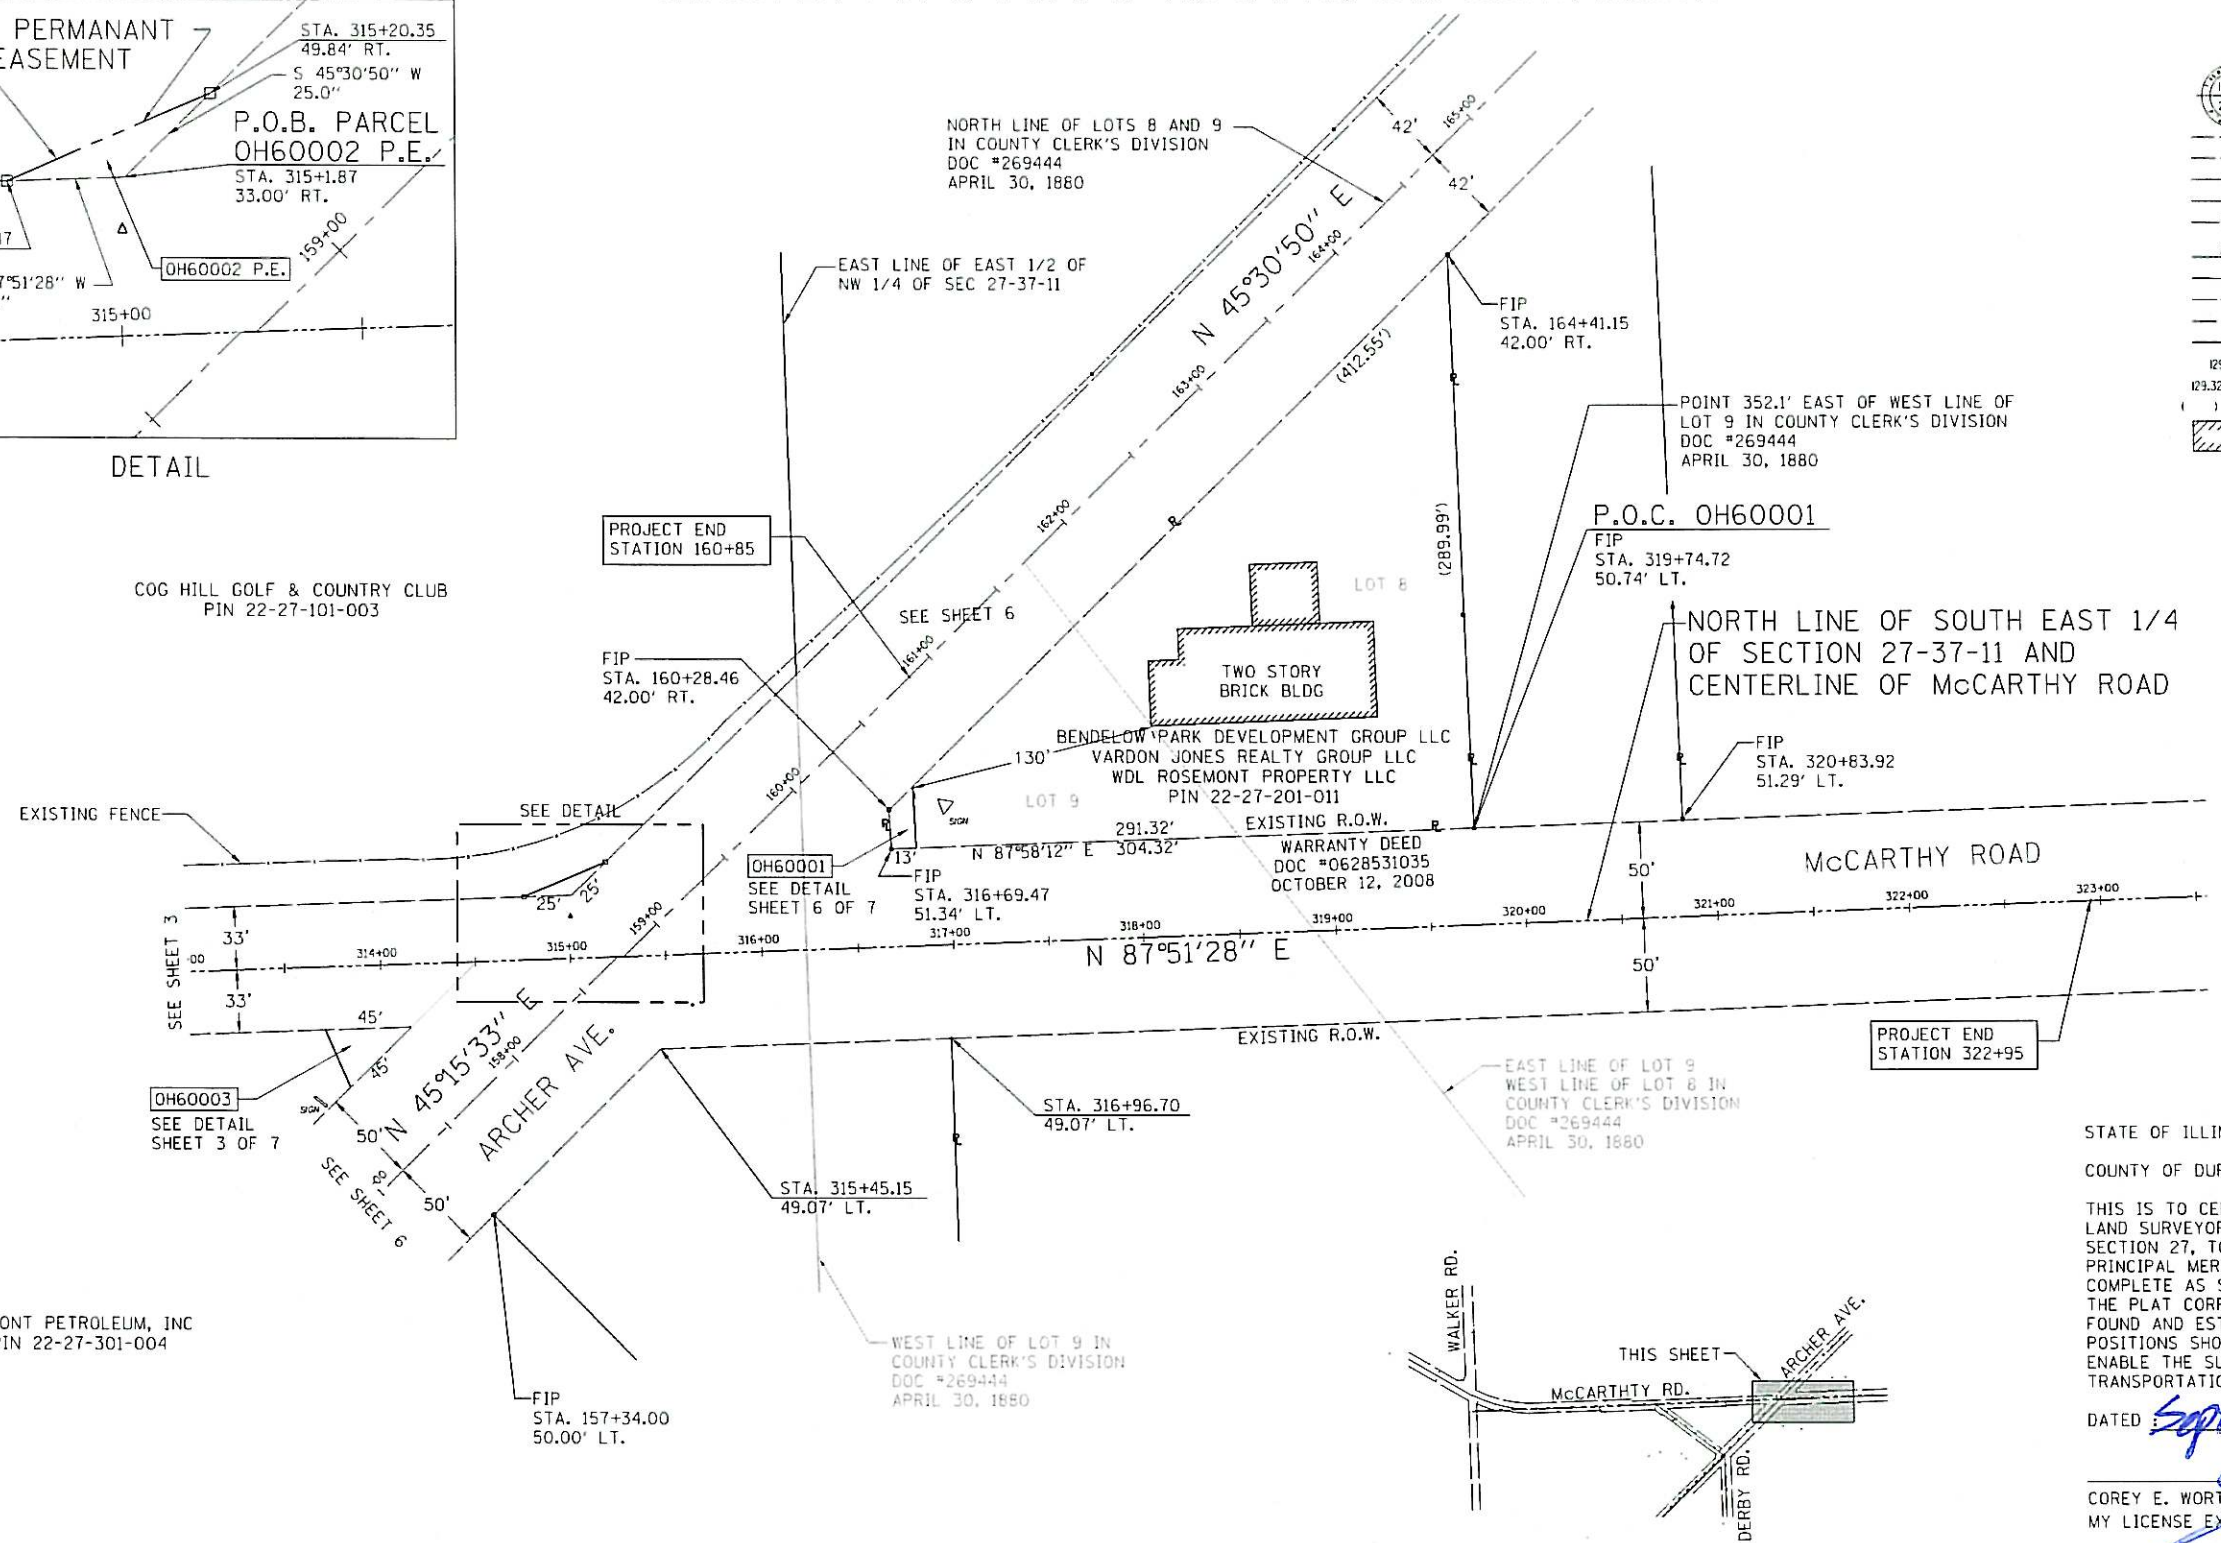 PERMANANT
EASEMENT
STA. 315+20.35
49.84' RT.
S 45°30'50'' W
25.0''
P.O.B. PARCEL
OH60002 P.E.
STA. 315+1.87
33.00' RT.
OH60002 P.E.
159+00
7°51'28'' W
315+00
DETAIL
NORTH LINE OF LOTS 8 AND 9
IN COUNTY CLERK'S DIVISION
DOC #269444
APRIL 30, 1880
EAST LINE OF EAST 1/2 OF
NW 1/4 OF SEC 27-37-11
N 45°30'50'' E
42'
42'
165+00
164+00
163+00
162+00
161+00
160+00
159+00
158+00
(412.55')
FIP
STA. 164+41.15
42.00' RT.
POINT 352.1' EAST OF WEST LINE OF
LOT 9 IN COUNTY CLERK'S DIVISION
DOC #269444
APRIL 30, 1880
P.O.C. OH60001
FIP
STA. 319+74.72
50.74' LT.
(289.99')
PROJECT END
STATION 160+85
COG HILL GOLF & COUNTRY CLUB
PIN 22-27-101-003
SEE SHEET 6
LOT 8
TWO STORY
BRICK BLDG
NORTH LINE OF SOUTH EAST 1/4
OF SECTION 27-37-11 AND
CENTERLINE OF McCARTHY ROAD
FIP
STA. 160+28.46
42.00' RT.
BENDELOW PARK DEVELOPMENT GROUP LLC
VARDON JONES REALTY GROUP LLC
WDL ROSEMONT PROPERTY LLC
PIN 22-27-201-011
130'
LOT 9
SIGN
FIP
STA. 320+83.92
51.29' LT.
EXISTING FENCE
SEE DETAIL
25'
25'
OH60001
SEE DETAIL
SHEET 6 OF 7
13'
FIP
STA. 316+69.47
51.34' LT.
291.32'
N 87°58'12'' E 304.32'
EXISTING R.O.W.
WARRANTY DEED
DOC #0628531035
OCTOBER 12, 2008
McCARTHY ROAD
50'
50'
SEE SHEET 3
33'
33'
314+00
315+00
316+00
317+00
318+00
319+00
320+00
321+00
322+00
323+00
N 87°51'28'' E
45'
45'
OH60003
SEE DETAIL
SHEET 3 OF 7
SIGN
N 45°15'33'' E
ARCHER AVE.
50'
50'
SEE SHEET 6
EXISTING R.O.W.
PROJECT END
STATION 322+95
STA. 316+96.70
49.07' LT.
STA. 315+45.15
49.07' LT.
EAST LINE OF LOT 9
WEST LINE OF LOT 8 IN
COUNTY CLERK'S DIVISION
DOC #269444
APRIL 30, 1880
WEST LINE OF LOT 9 IN
COUNTY CLERK'S DIVISION
DOC #269444
APRIL 30, 1880
ONT PETROLEUM, INC
PIN 22-27-301-004
FIP
STA. 157+34.00
50.00' LT.
WALKER RD.
THIS SHEET
ARCHER AVE.
McCARTHTY RD.
DERBY RD.
STATE OF ILLIN
COUNTY OF DUP
THIS IS TO CE
LAND SURVEYOR
SECTION 27, TO
PRINCIPAL MER
COMPLETE AS S
THE PLAT CORR
FOUND AND EST
POSITIONS SHO
ENABLE THE SU
TRANSPORTATIO
DATED : Sept
COREY E. WORT
MY LICENSE EX